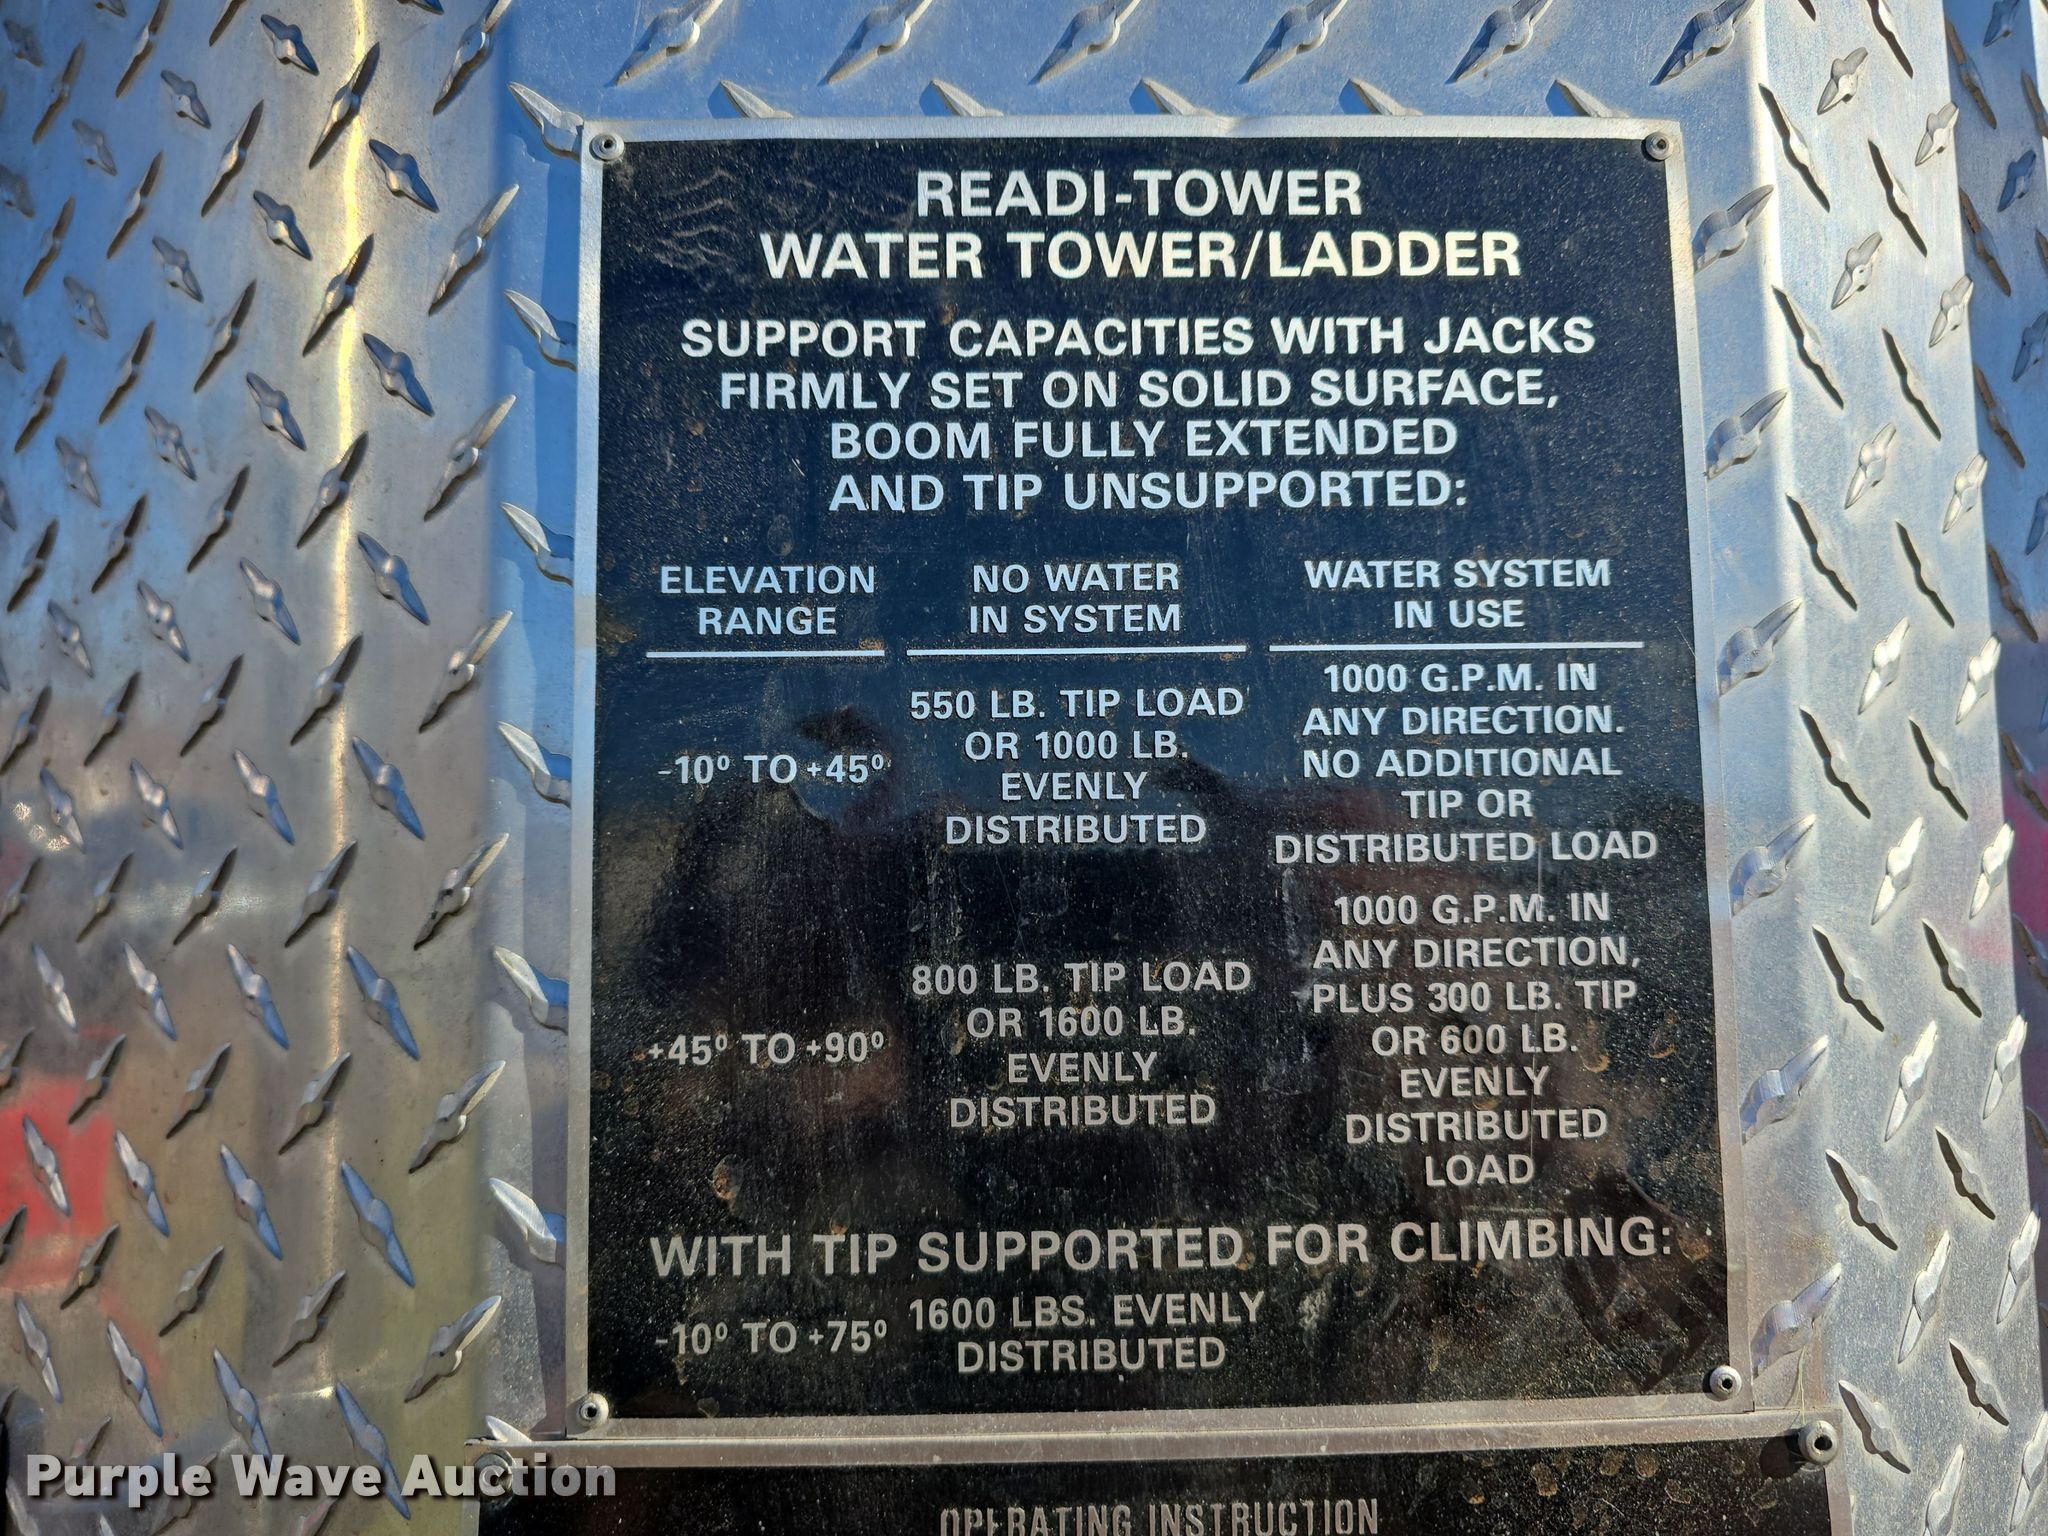 READI-TOWER
WATER TOWER/LADDER
SUPPORT CAPACITIES WITH JACKS
FIRMLY SET ON SOLID SURFACE,
BOOM FULLY EXTENDED
AND TIP UNSUPPORTED:
ELEVATION
RANGE
NO WATER
IN SYSTEM
WATER SYSTEM
IN USE
-10° TO +45°
550 LB. TIP LOAD
OR 1000 LB.
EVENLY
DISTRIBUTED
1000 G.P.M. IN
ANY DIRECTION.
NO ADDITIONAL
TIP OR
DISTRIBUTED LOAD
+45° TO +90°
800 LB. TIP LOAD
OR 1600 LB.
EVENLY
DISTRIBUTED
1000 G.P.M. IN
ANY DIRECTION,
PLUS 300 LB. TIP
OR 600 LB.
EVENLY
DISTRIBUTED
LOAD
WITH TIP SUPPORTED FOR CLIMBING:
-10° TO +75°
1600 LBS. EVENLY
DISTRIBUTED
OPERATING INSTRUCTION
Purple Wave Auction